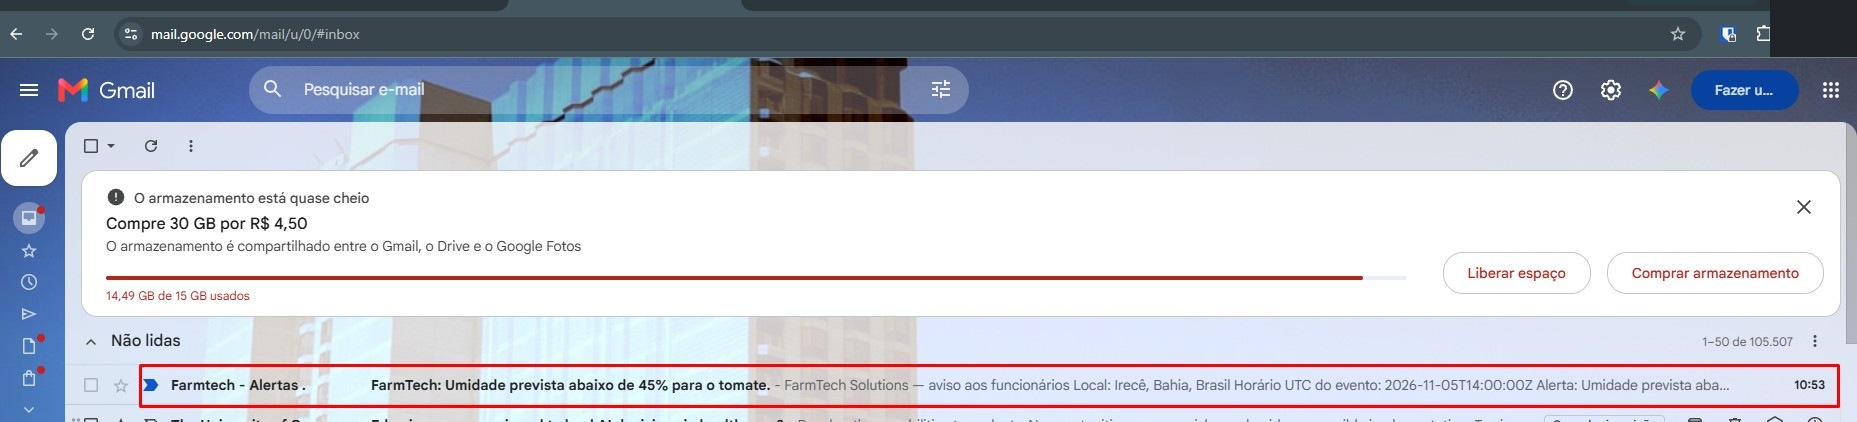 mail.google.com/mail/u/0/#inbox
Gmail
Pesquisar e-mail
Fazer u...
O armazenamento está quase cheio
Compre 30 GB por R$ 4,50
O armazenamento é compartilhado entre o Gmail, o Drive e o Google Fotos
Liberar espaço
Comprar armazenamento
14,49 GB de 15 GB usados
Não lidas
1–50 de 105.507
Farmtech - Alertas . FarmTech: Umidade prevista abaixo de 45% para o tomate. - FarmTech Solutions — aviso aos funcionários Local: Irecê, Bahia, Brasil Horário UTC do evento: 2026-11-05T14:00:00Z Alerta: Umidade prevista aba... 10:53